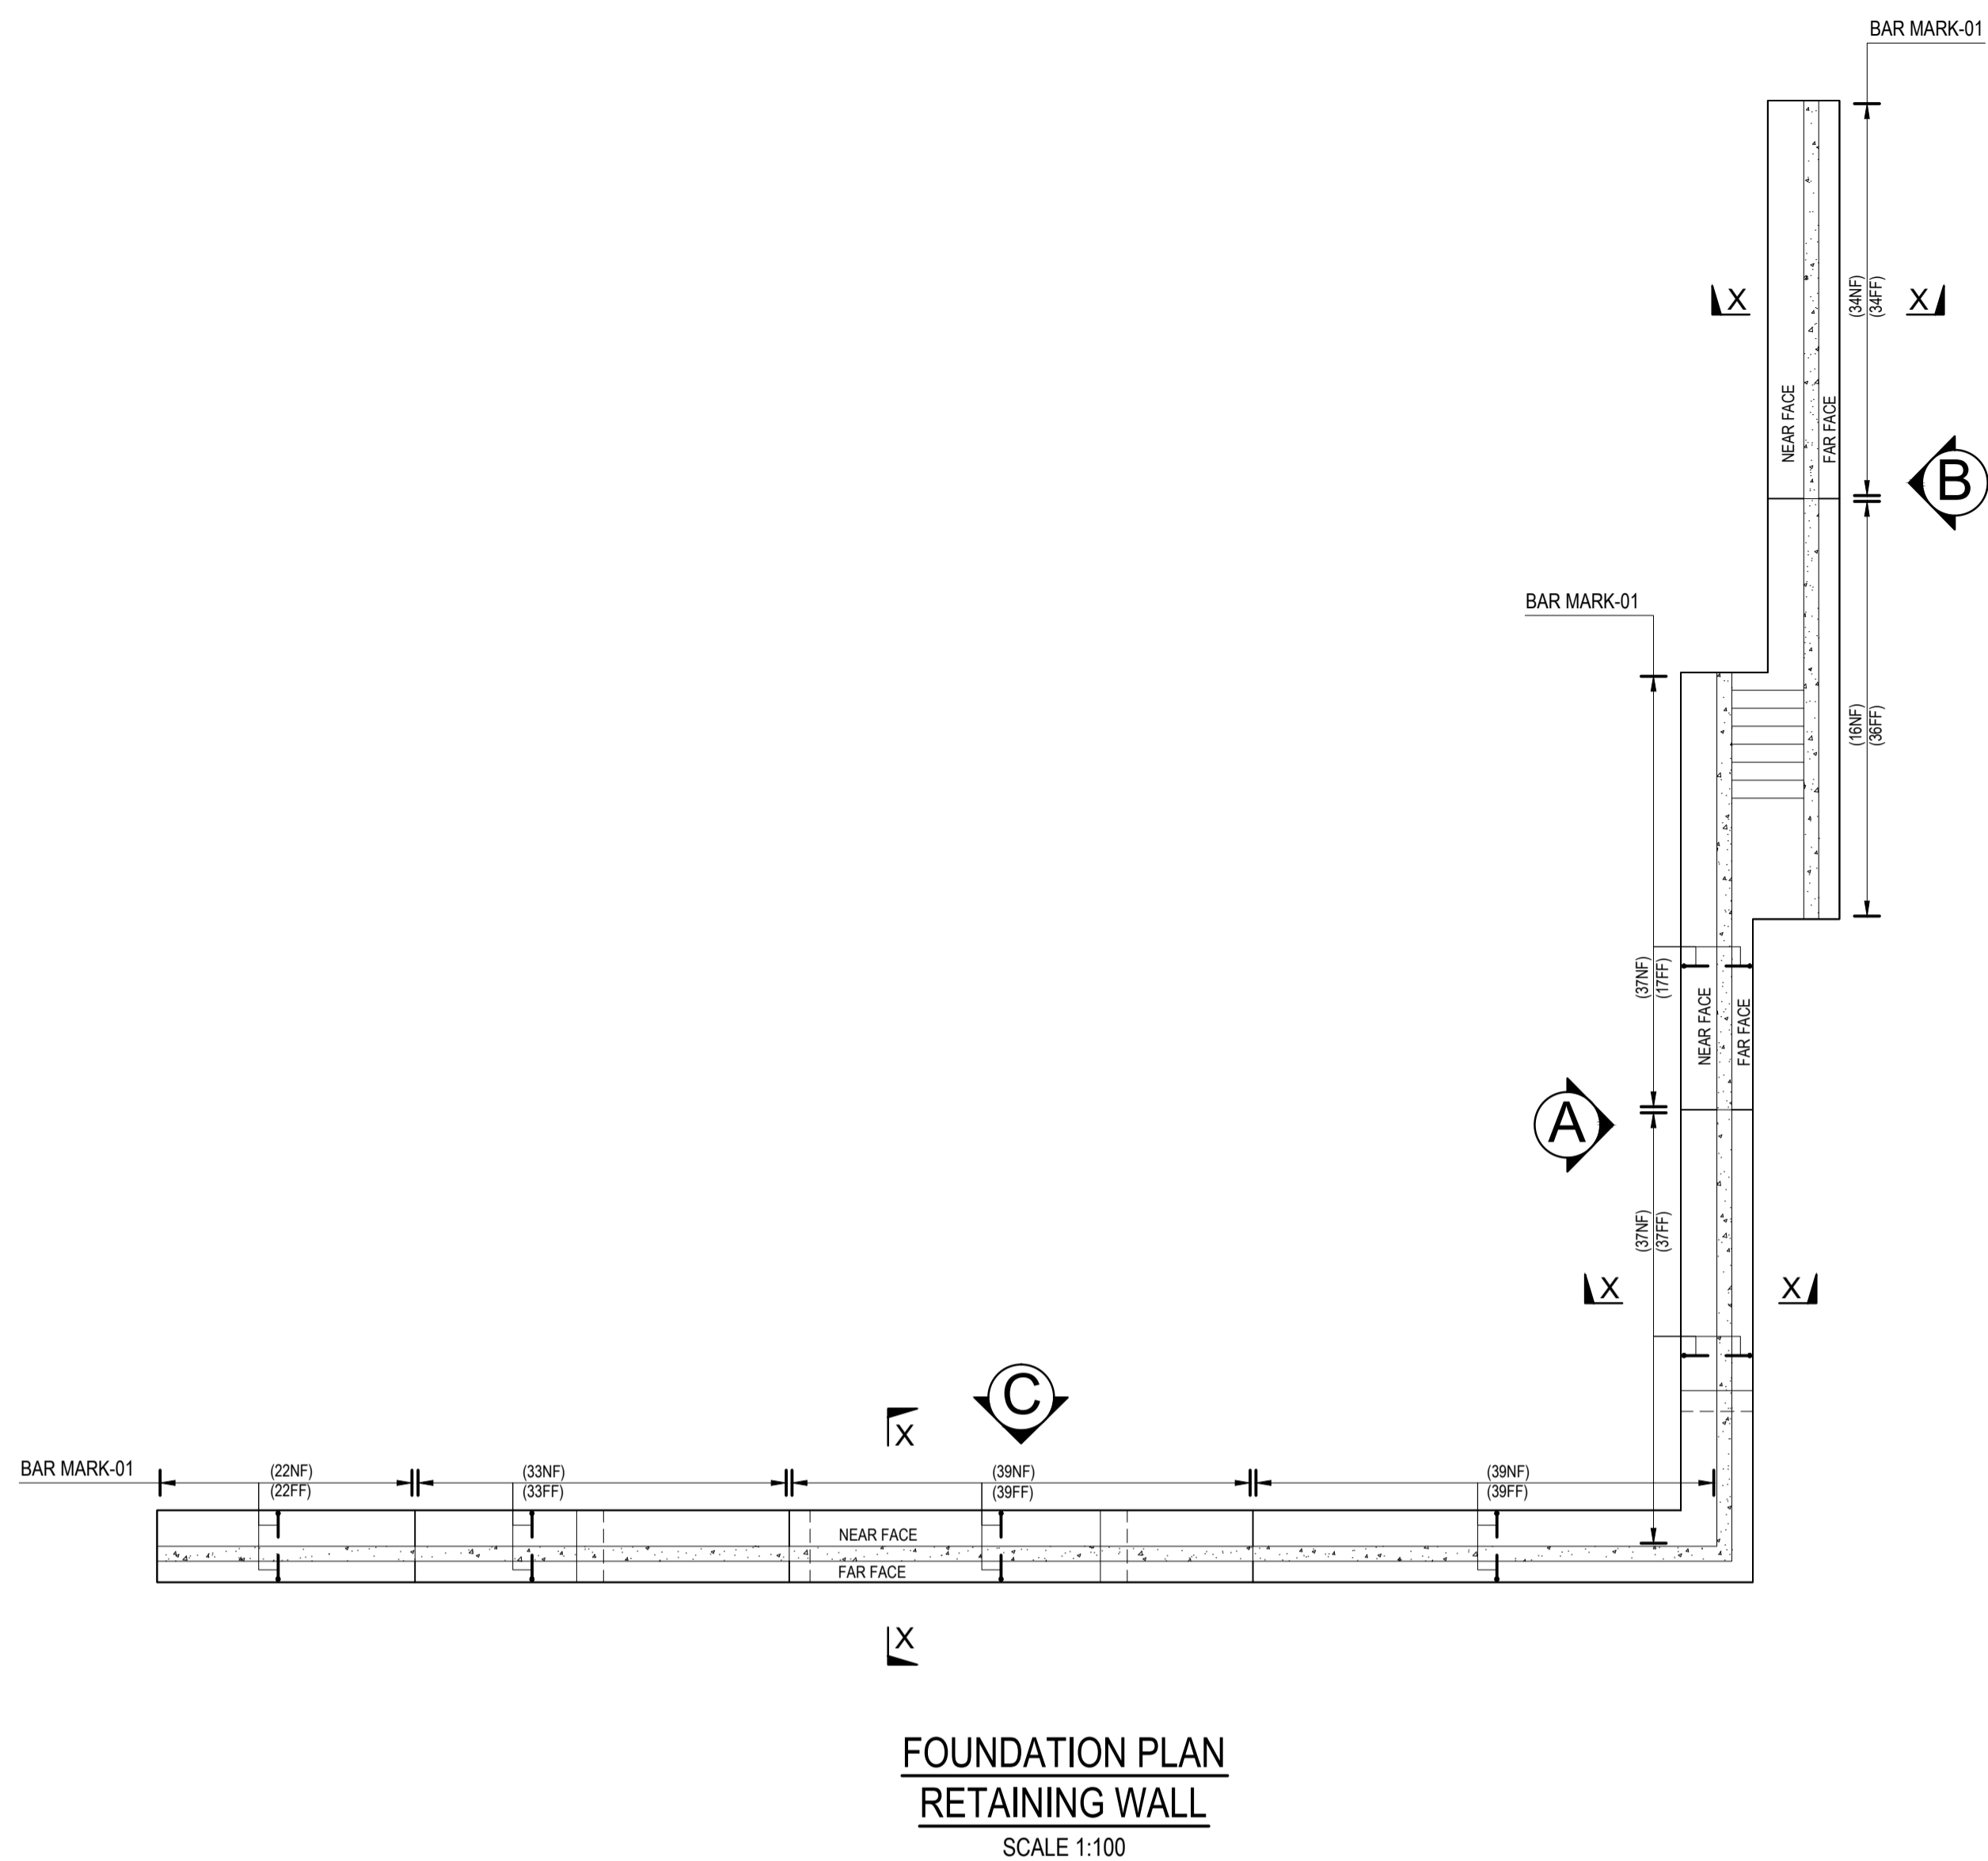 BAR MARK-01
X
X
(34NF)
(34FF)
NEAR FACE
FAR FACE
B
BAR MARK-01
(16NF)
(36FF)
(37NF)
(17FF)
NEAR FACE
FAR FACE
A
(37NF)
(37FF)
X
X
C
X
BAR MARK-01
(22NF)
(22FF)
(33NF)
(33FF)
(39NF)
(39FF)
(39NF)
(39FF)
NEAR FACE
FAR FACE
X
FOUNDATION PLAN
RETAINING WALL
SCALE 1:100